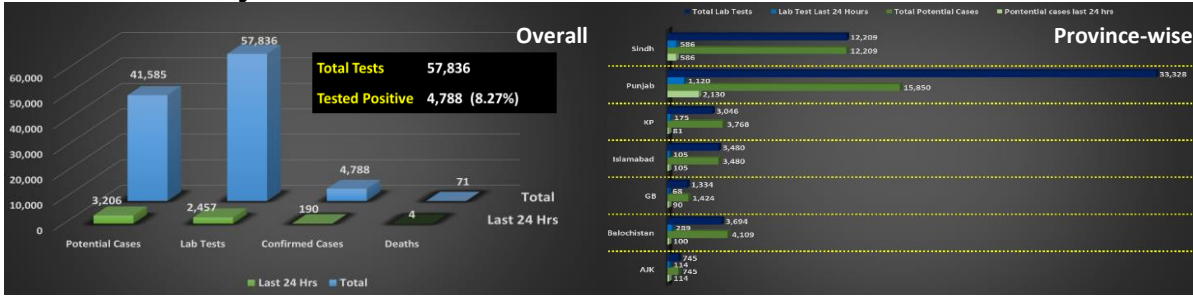 Overall
57,836
41,585
Total Tests 57,836
Tested Positive 4,788 (8.27%)
60,000
50,000
40,000
30,000
20,000
10,000
0
4,788
71
3,206
2,457
190
4
Total
Last 24 Hrs
Potential Cases Lab Tests Confirmed Cases Deaths
Last 24 Hrs Total
Total Lab Tests Lab Test Last 24 Hours Total Potential Cases Pontential cases last 24 hrs
Province-wise
Sindh
12,209
586
12,209
586
Punjab
33,328
1,120
15,850
2,130
KP
3,046
175
3,768
81
Islamabad
3,480
105
3,480
105
GB
1,334
68
1,424
90
Balochistan
3,694
289
4,109
100
AJK
745
114
745
114